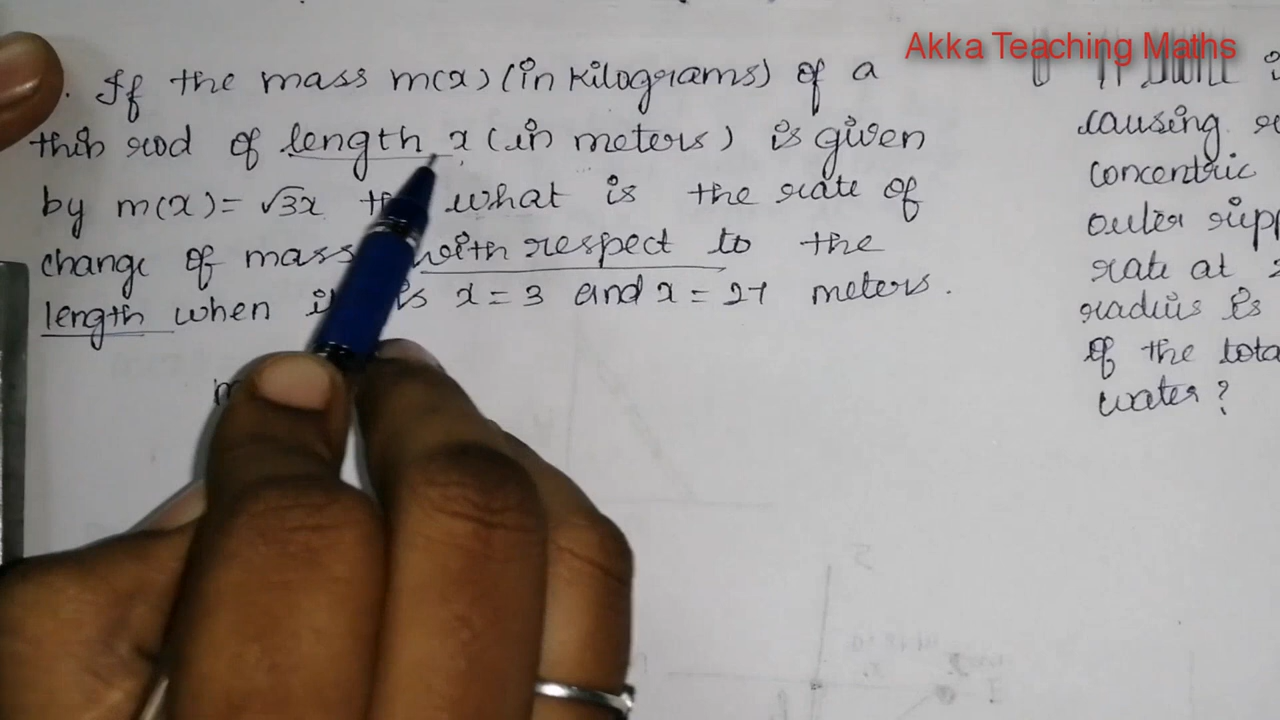 Akka Teaching Maths
. If the mass m(x) (in kilograms) of a
thin rod of length x (in meters) is given
by m(x) = √3x what is the rate of
change of mass with respect to the
length when is x = 3 and x = 27 meters.
causing
concentric
outer
rate at
radius is
of the
water?